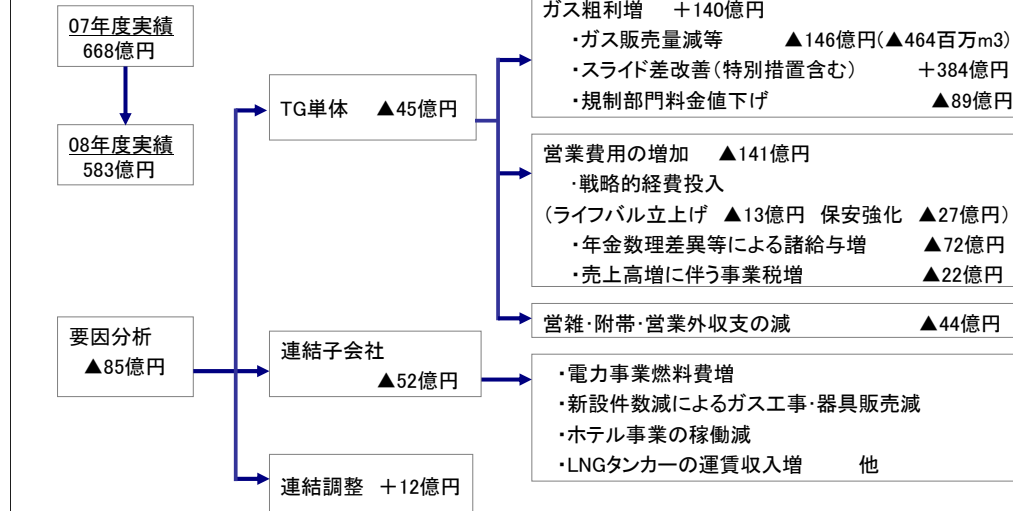 07年度実績
668億円
08年度実績
583億円
要因分析
▲85億円
TG単体　▲45億円
連結子会社
▲52億円
連結調整　＋12億円
ガス粗利増　＋140億円
・ガス販売量減等　▲146億円(▲464百万m3)
・スライド差改善(特別措置含む)　＋384億円
・規制部門料金値下げ　▲89億円
営業費用の増加　▲141億円
・戦略的経費投入
(ライフバル立上げ　▲13億円　保安強化　▲27億円)
・年金数理差異等による諸給与増　▲72億円
・売上高増に伴う事業税増　▲22億円
営雑・附帯・営業外収支の減　▲44億円
・電力事業燃料費増
・新設件数減によるガス工事・器具販売減
・ホテル事業の稼働減
・LNGタンカーの運賃収入増　他